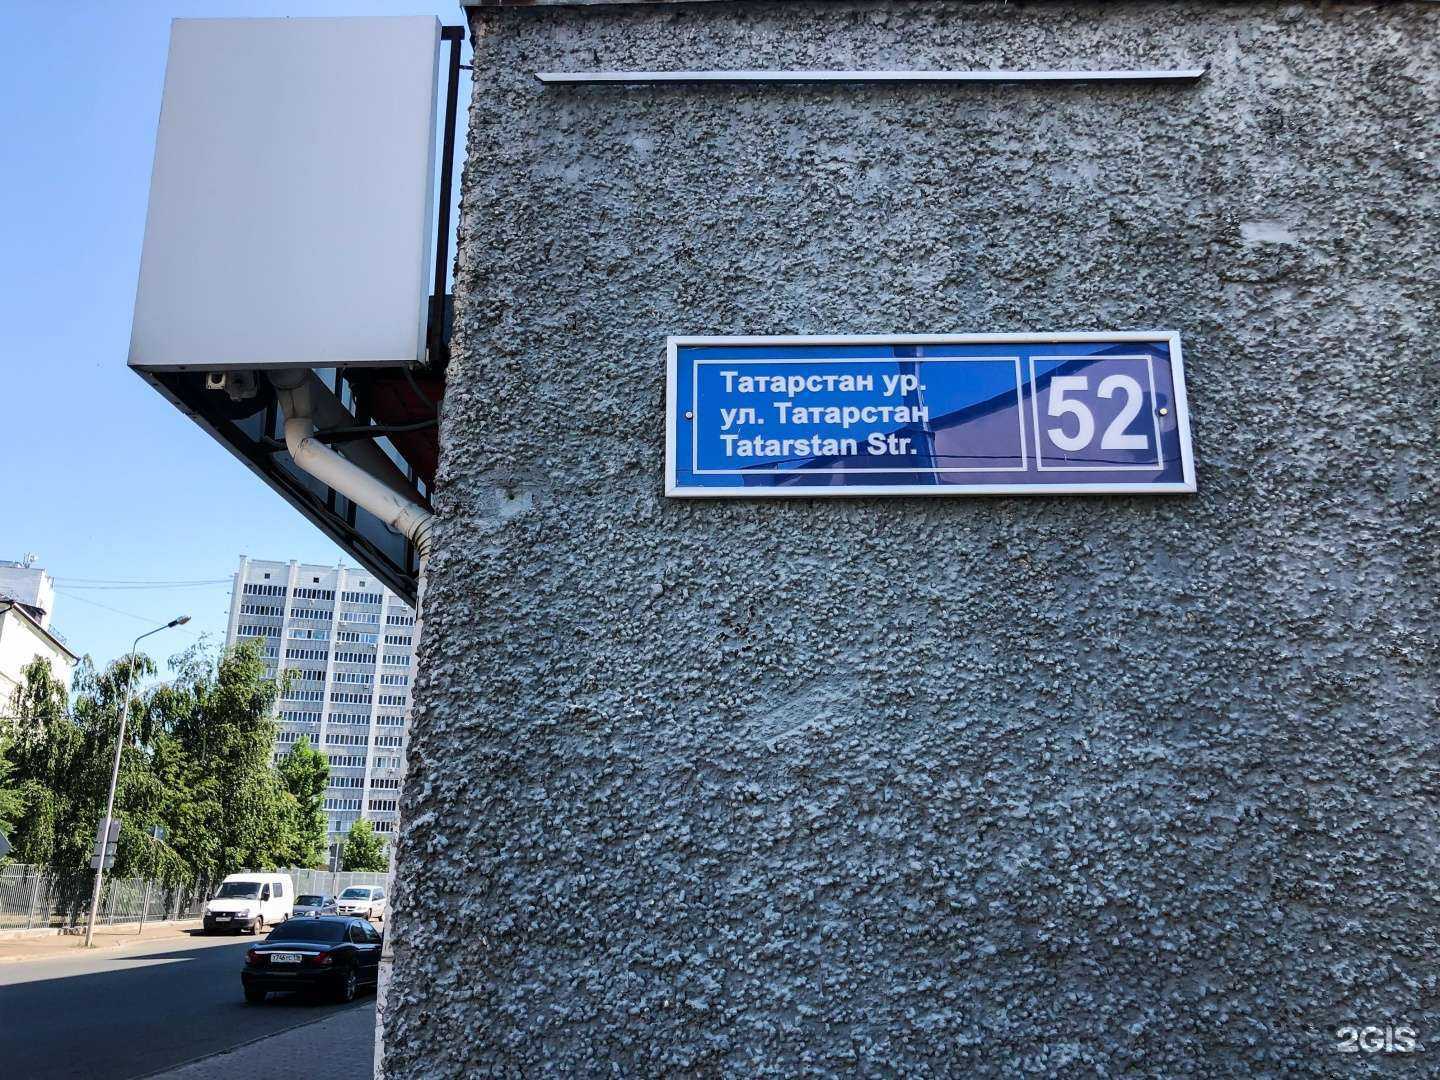 Татарстан ур.
ул. Татарстан
Tatarstan Str.
52
2GIS